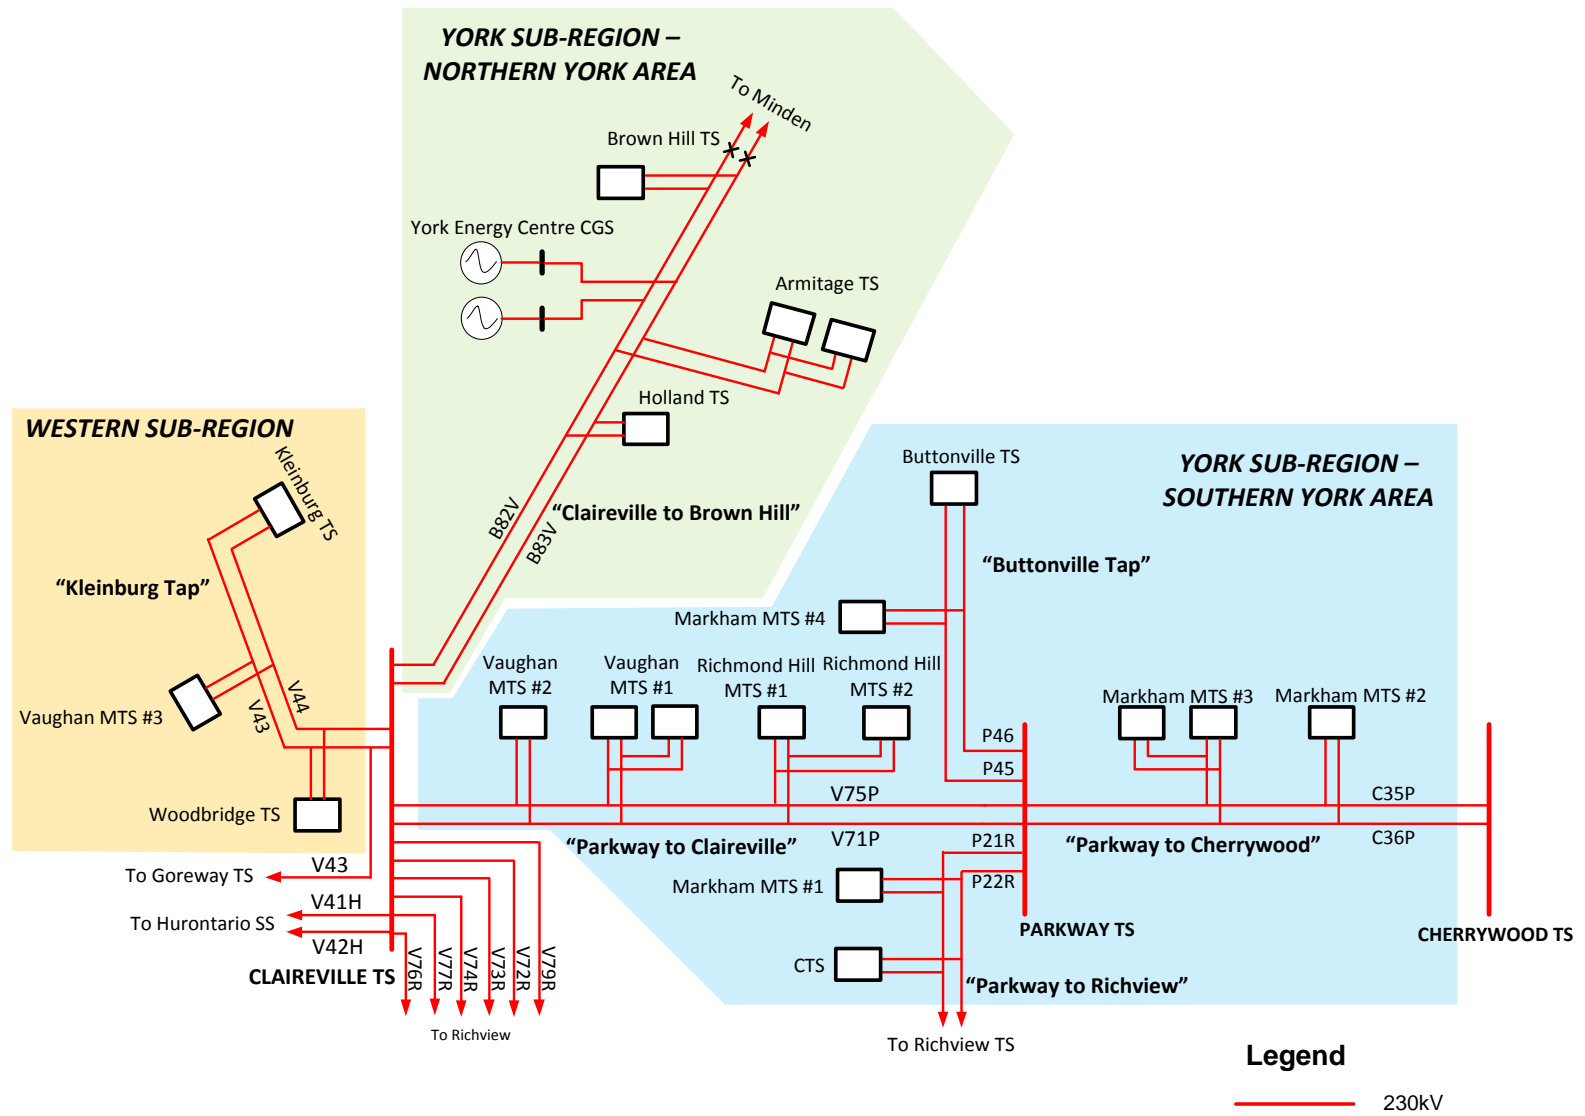 YORK SUB-REGION –
NORTHERN YORK AREA
To Minden
Brown Hill TS
York Energy Centre CGS
Armitage TS
Holland TS
B82V
B83V
“Claireville to Brown Hill”
WESTERN SUB-REGION
Kleinburg TS
“Kleinburg Tap”
V44
V43
Vaughan MTS #3
Woodbridge TS
YORK SUB-REGION –
SOUTHERN YORK AREA
Buttonville TS
“Buttonville Tap”
Markham MTS #4
Vaughan
MTS #2
Vaughan
MTS #1
Richmond Hill
MTS #1
Richmond Hill
MTS #2
Markham MTS #3
Markham MTS #2
P46
P45
V75P
C35P
“Parkway to Claireville”
V71P
P21R
“Parkway to Cherrywood”
C36P
Markham MTS #1
P22R
PARKWAY TS
CHERRYWOOD TS
CTS
“Parkway to Richview”
To Richview TS
To Goreway TS
V43
V41H
To Hurontario SS
V42H
CLAIREVILLE TS
V76R
V77R
V74R
V73R
V72R
V79R
To Richview
Legend
230kV